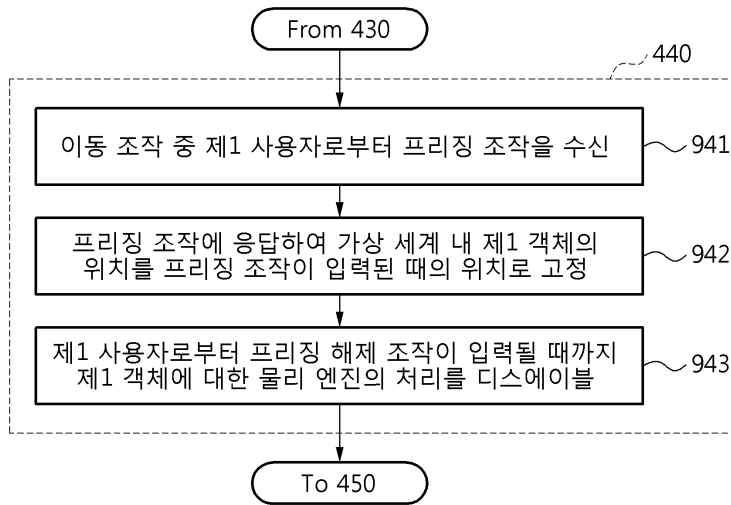 From 430
440
이동 조작 중 제1 사용자로부터 프리징 조작을 수신
941
프리징 조작에 응답하여 가상 세계 내 제1 객체의
위치를 프리징 조작이 입력된 때의 위치로 고정
942
제1 사용자로부터 프리징 해제 조작이 입력될 때까지
제1 객체에 대한 물리 엔진의 처리를 디스에이블
943
To 450